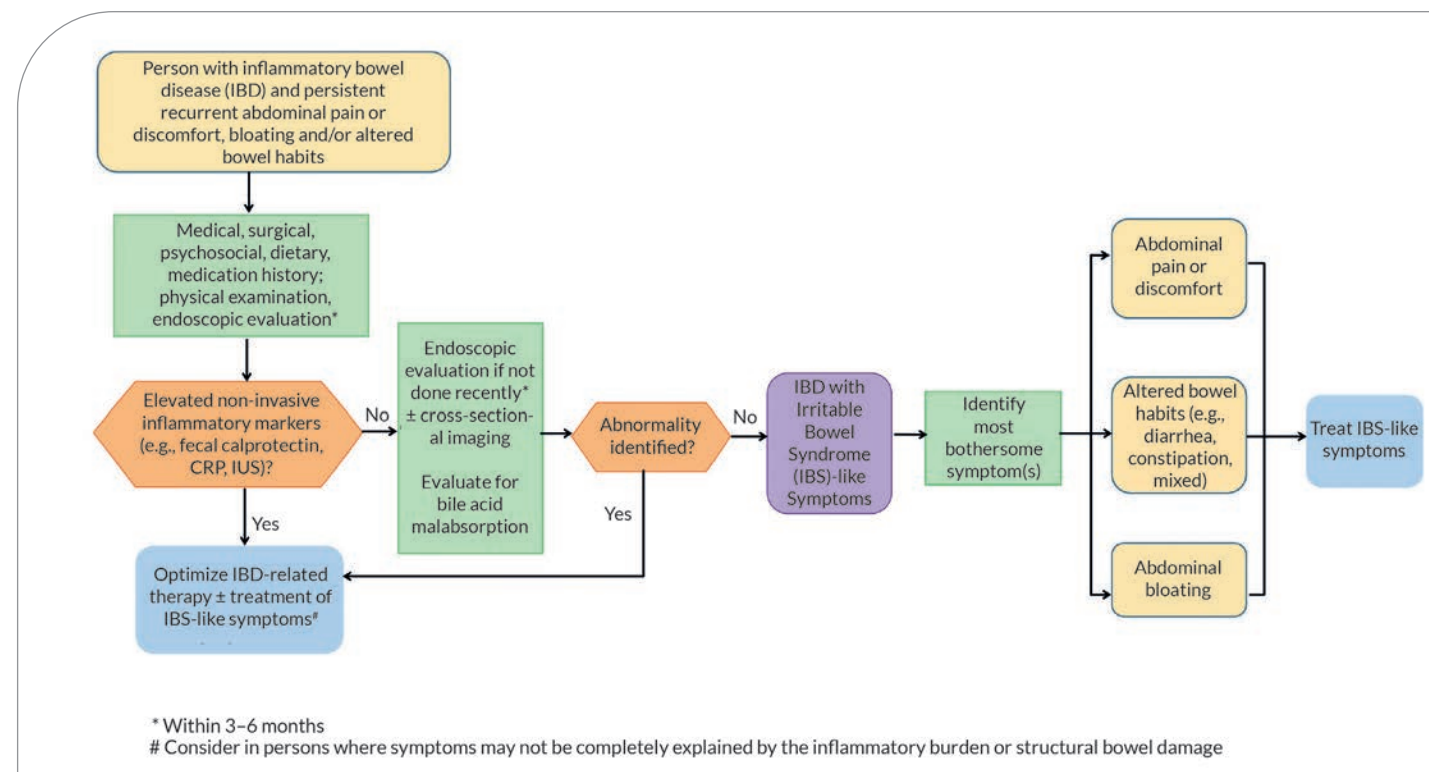 Person with inflammatory bowel
disease (IBD) and persistent
recurrent abdominal pain or
discomfort, bloating and/or altered
bowel habits
Medical, surgical,
psychosocial, dietary,
medication history;
physical examination,
endoscopic evaluation*
Elevated non-invasive
inflammatory markers
(e.g., fecal calprotectin,
CRP, IUS)?
No
Yes
Optimize IBD-related
therapy ± treatment of
IBS-like symptoms#
Endoscopic
evaluation if not
done recently*
± cross-section-
al imaging
Evaluate for
bile acid
malabsorption
Abnormality
identified?
No
Yes
IBD with
Irritable
Bowel
Syndrome
(IBS)-like
Symptoms
Identify
most
bothersome
symptom(s)
Abdominal
pain or
discomfort
Altered bowel
habits (e.g.,
diarrhea,
constipation,
mixed)
Abdominal
bloating
Treat IBS-like
symptoms
* Within 3–6 months
# Consider in persons where symptoms may not be completely explained by the inflammatory burden or structural bowel damage